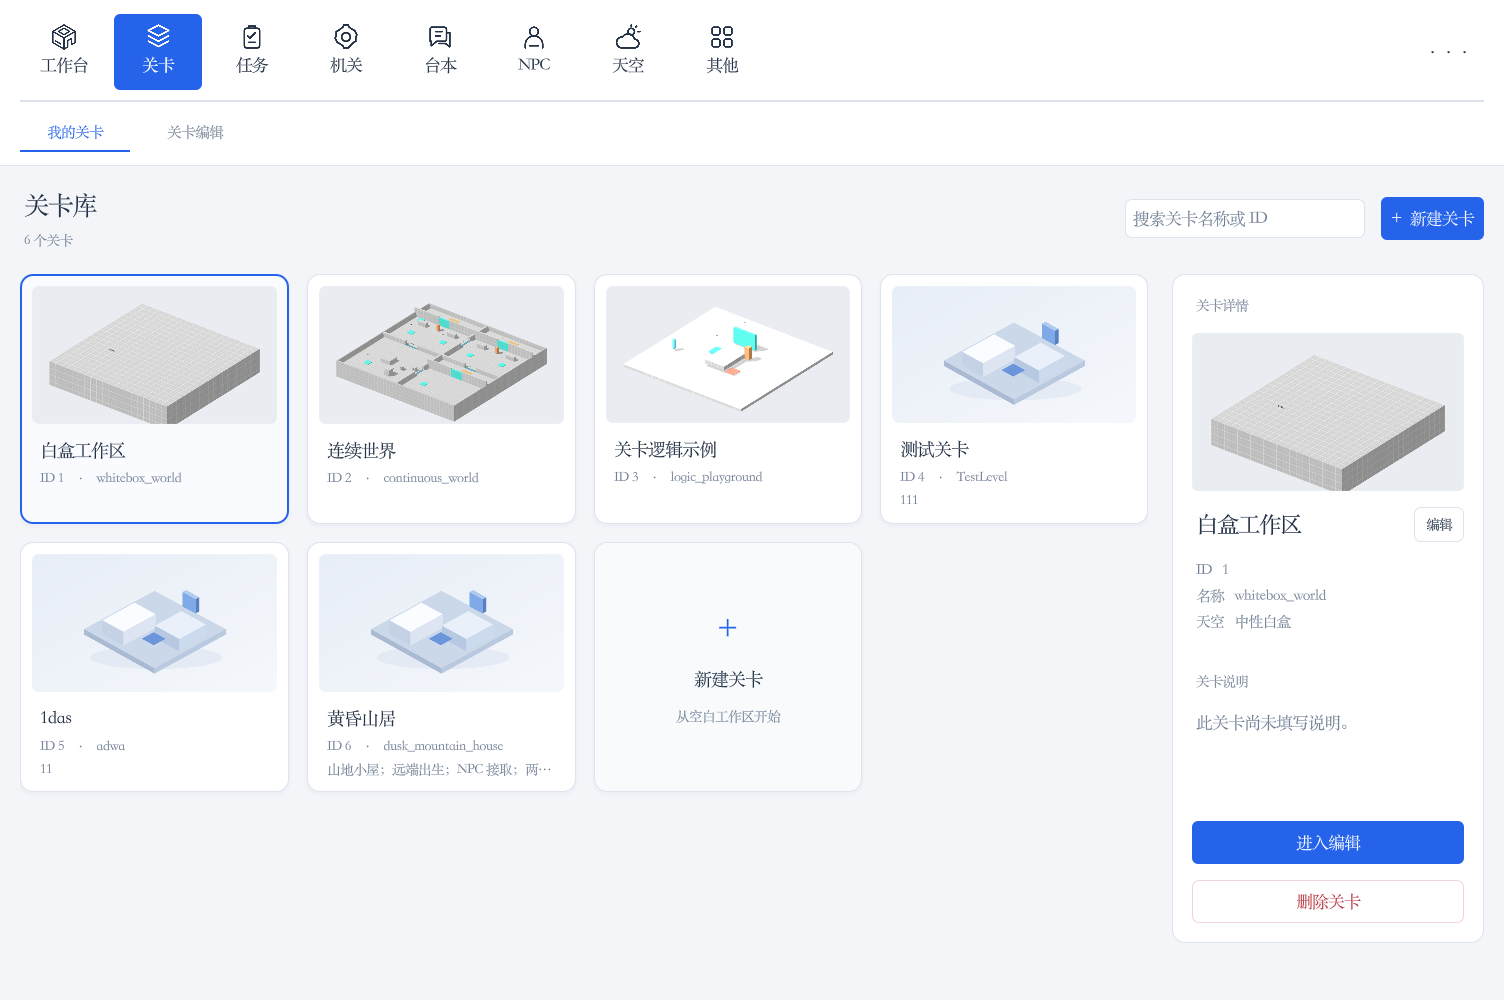 工作台
关卡
任务
机关
台本
NPC
天空
其他
· · ·
我的关卡
关卡编辑
关卡库
6 个关卡
搜索关卡名称或 ID
+ 新建关卡
白盒工作区
ID 1 · whitebox_world
连续世界
ID 2 · continuous_world
关卡逻辑示例
ID 3 · logic_playground
测试关卡
ID 4 · TestLevel
111
1das
ID 5 · adwa
11
黄昏山居
ID 6 · dusk_mountain_house
山地小屋；远端出生；NPC 接取；两…
+
新建关卡
从空白工作区开始
关卡详情
白盒工作区
编辑
ID 1
名称 whitebox_world
天空 中性白盒
关卡说明
此关卡尚未填写说明。
进入编辑
删除关卡